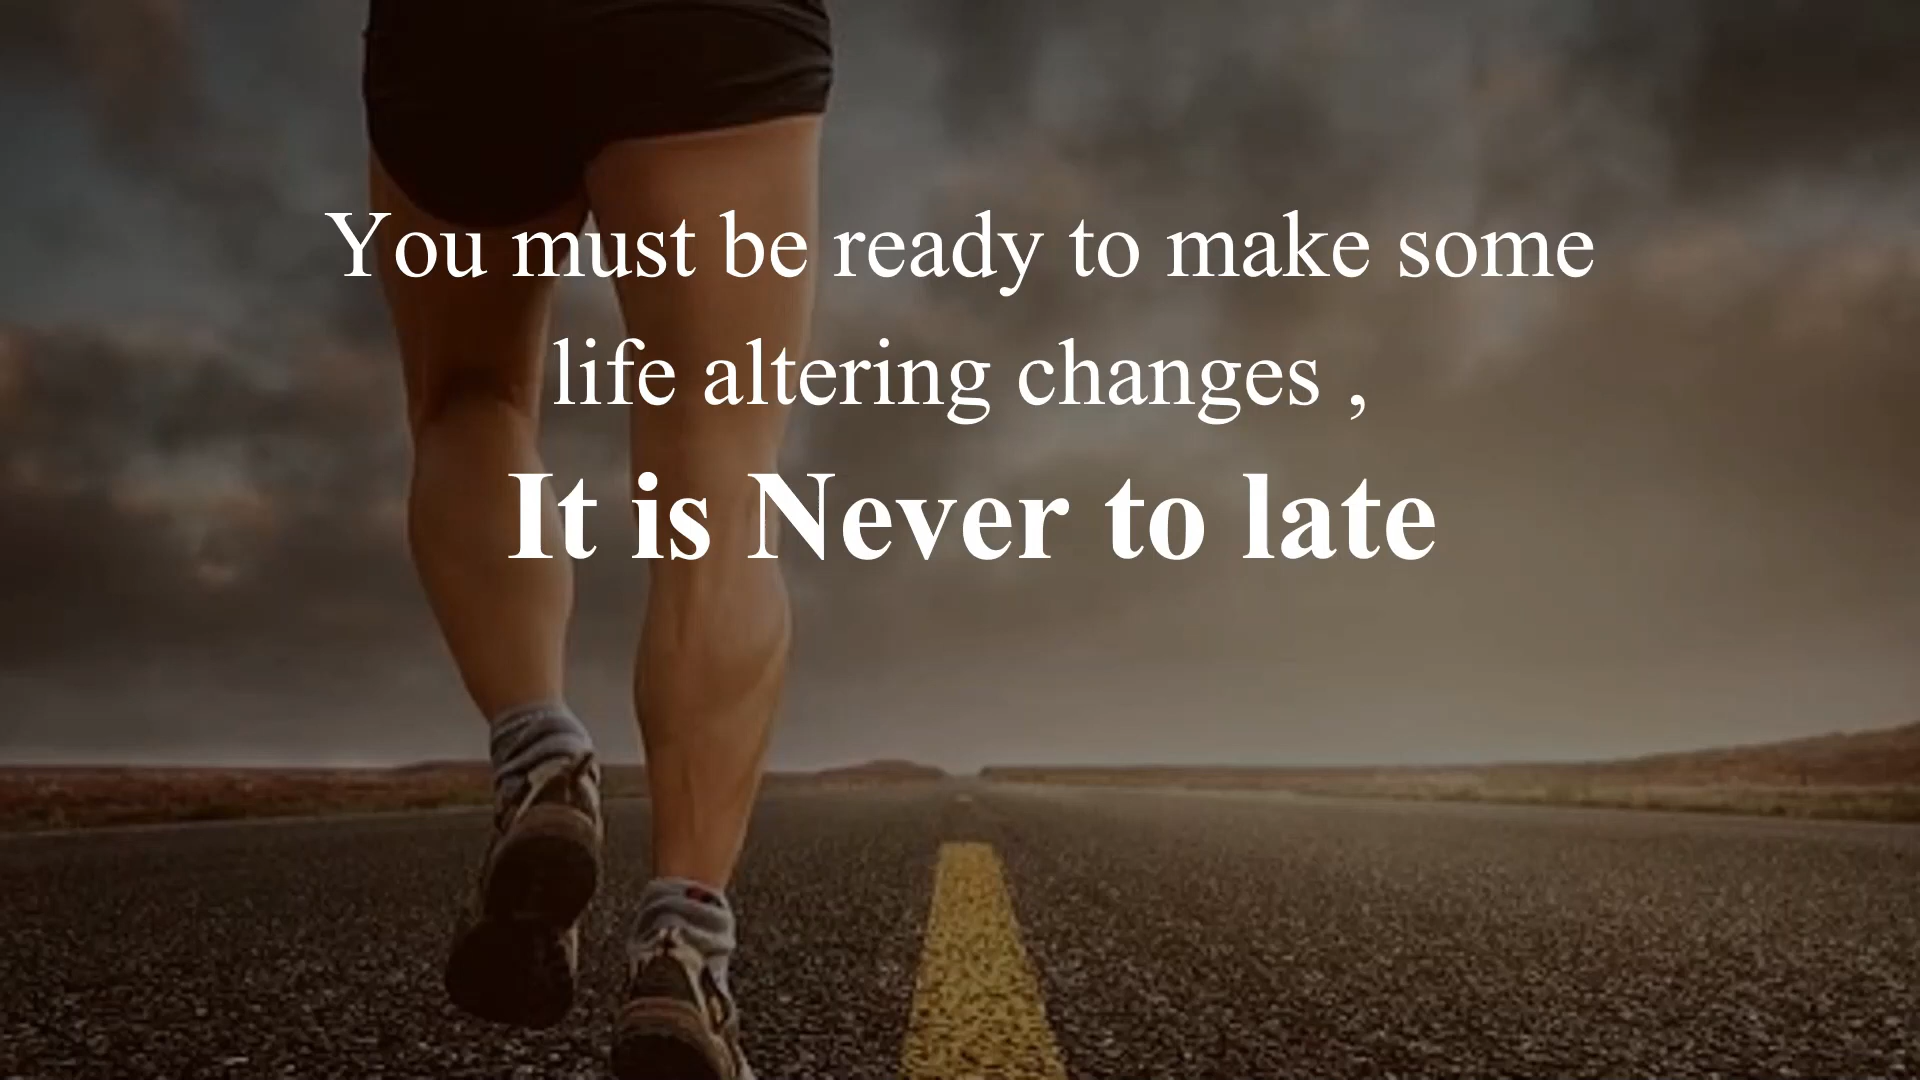 You must be ready to make some
life altering changes ,
It is Never to late